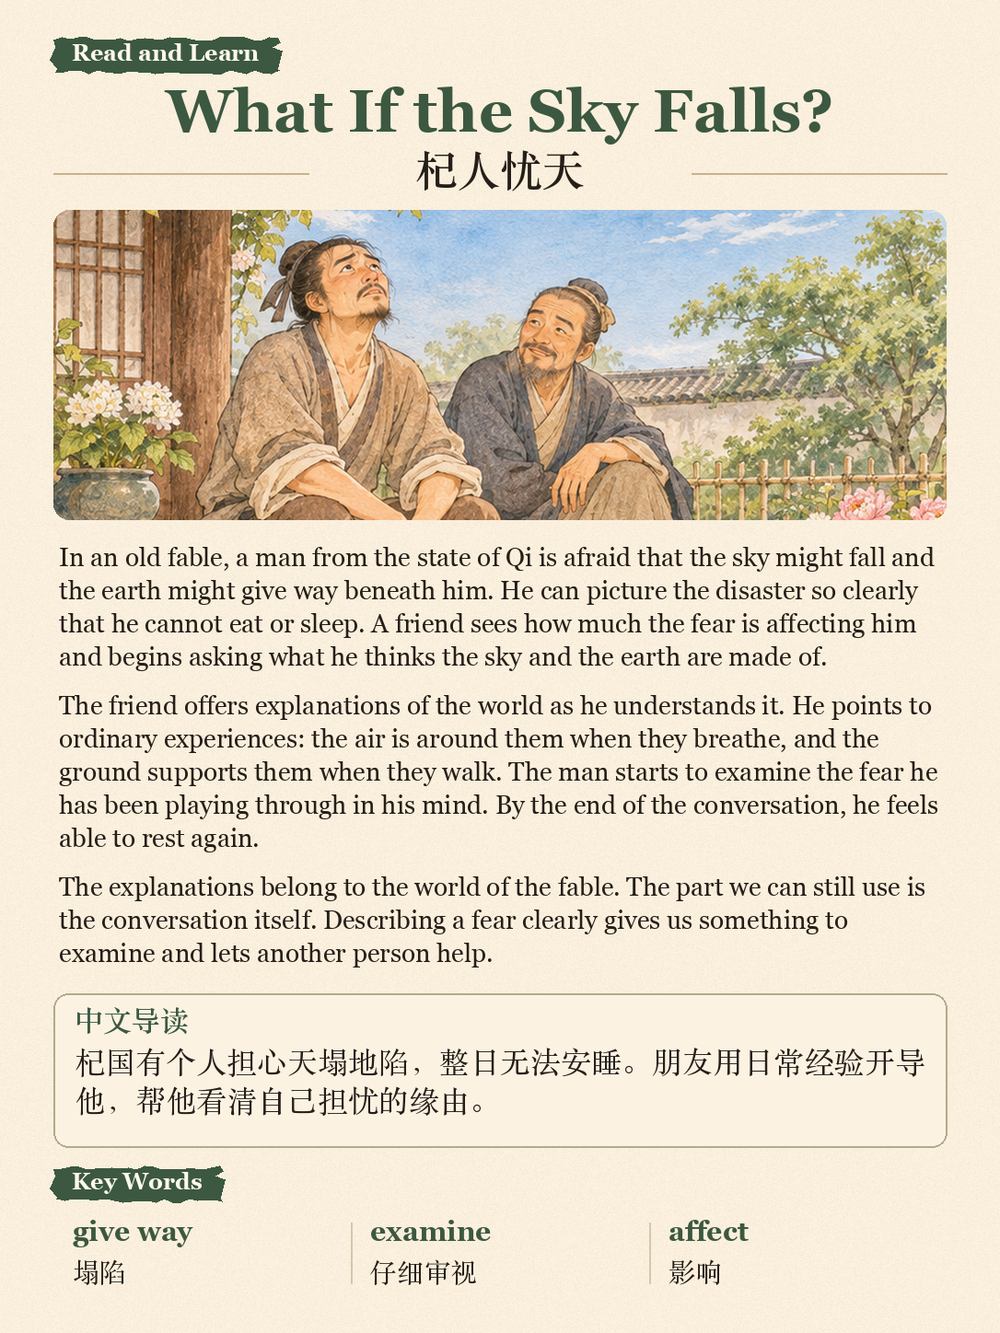 Read and Learn
What If the Sky Falls?
杞人忧天
In an old fable, a man from the state of Qi is afraid that the sky might fall and
the earth might give way beneath him. He can picture the disaster so clearly
that he cannot eat or sleep. A friend sees how much the fear is affecting him
and begins asking what he thinks the sky and the earth are made of.
The friend offers explanations of the world as he understands it. He points to
ordinary experiences: the air is around them when they breathe, and the
ground supports them when they walk. The man starts to examine the fear he
has been playing through in his mind. By the end of the conversation, he feels
able to rest again.
The explanations belong to the world of the fable. The part we can still use is
the conversation itself. Describing a fear clearly gives us something to
examine and lets another person help.
中文导读
杞国有个人担心天塌地陷，整日无法安睡。朋友用日常经验开导
他，帮他看清自己担忧的缘由。
Key Words
give way
塌陷
examine
仔细审视
affect
影响